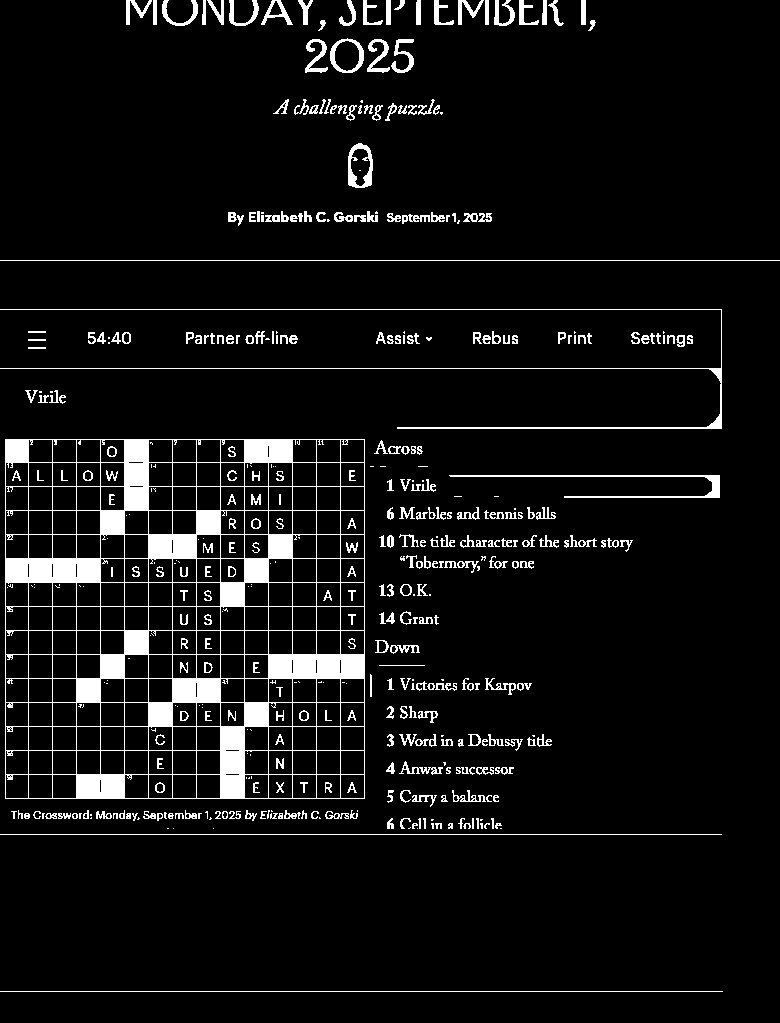 MONDAY, SEPTEMBER 1,
2025
A challenging puzzle.
By Elizabeth C. Gorski September 1, 2025
54:40 Partner off-line Assist Rebus Print Settings
Virile
O S
A L L O W C H S E
E A M I
R O S A
M E S W
I S S U E D A
T S A T
U S T
R E S
N D E
T
D E N H O L A
C A
E N
O E X T R A
The Crossword: Monday, September 1, 2025 by Elizabeth C. Gorski
Across
1 Virile
6 Marbles and tennis balls
10 The title character of the short story
“Tobermory,” for one
13 O.K.
14 Grant
Down
1 Victories for Karpov
2 Sharp
3 Word in a Debussy title
4 Anwar’s successor
5 Carry a balance
6 Cell in a follicle